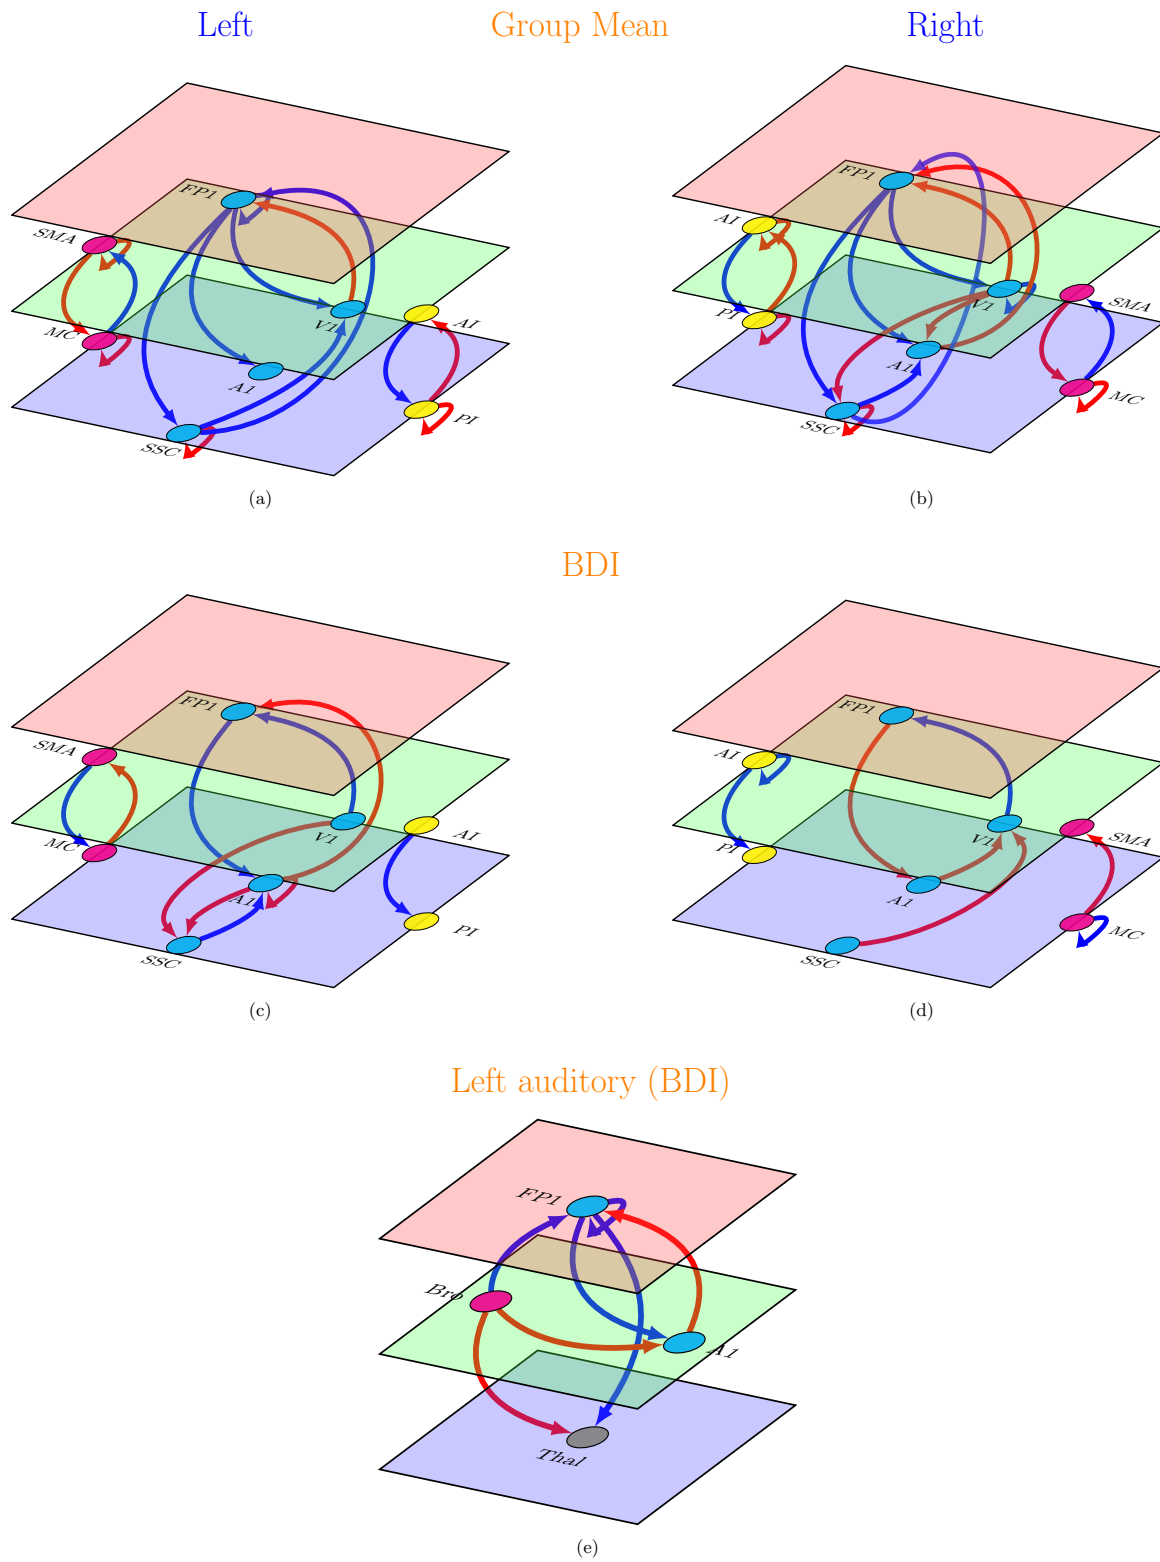 Left Group Mean Right
FP1
SMA
MC
V1
A1
SSC
AI
PI
(a)
FP1
AI
PI
V1
A1
SSC
SMA
MC
(b)
BDI
FP1
SMA
MC
V1
A1
SSC
AI
PI
(c)
FP1
AI
PI
V1
A1
SSC
SMA
MC
(d)
Left auditory (BDI)
FP1
Bro
A1
Thal
(e)